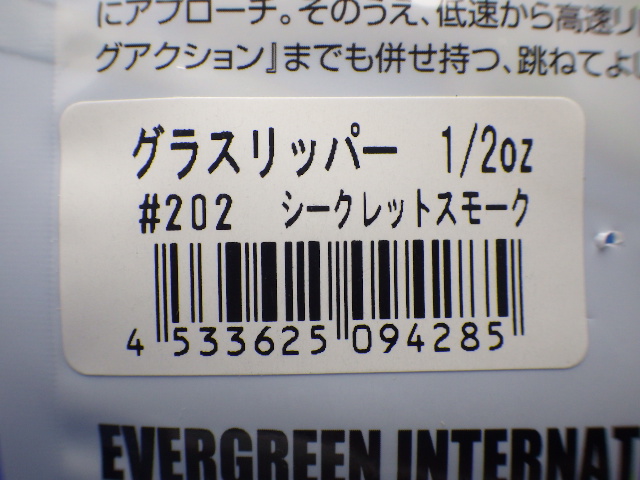 にアプローチ。そのうえ、低速から高速リ
グアクション』までも併せ持つ、跳ねてよ
グラスリッパー 1/2oz
#202 シークレットスモーク
4 533625 094285
EVERGREEN INTERNAT